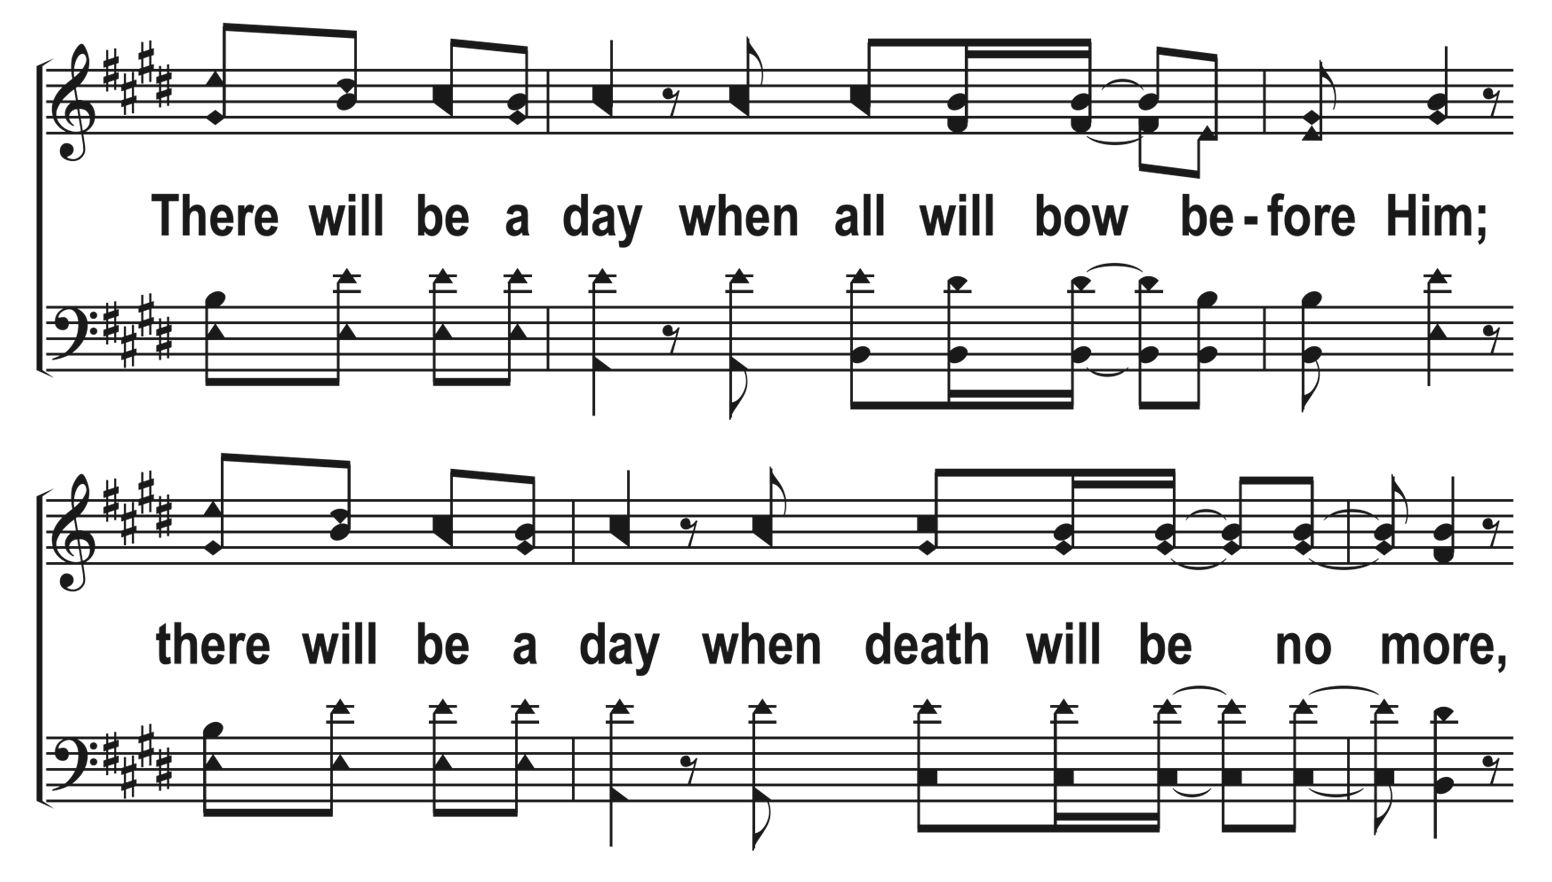 There will be a day when all will bow be-fore Him;
there will be a day when death will be no more,